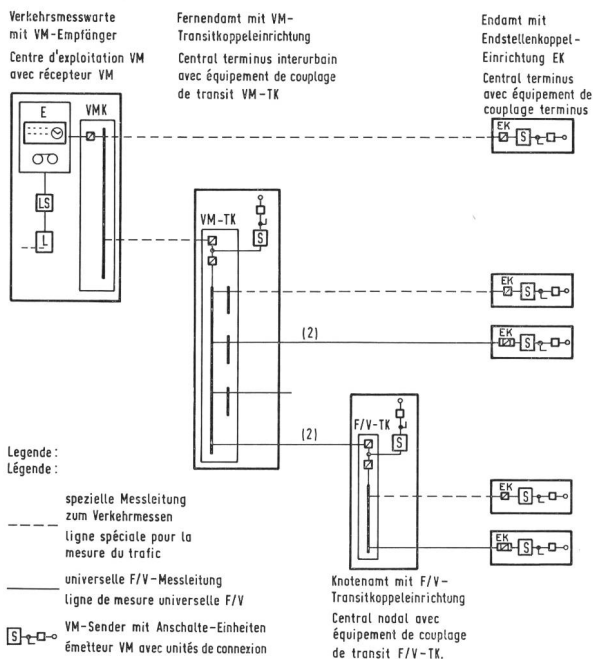 Verkehrsmesswarte
mit VM-Empfänger
Centre d'exploitation VM
avec récepteur VM
Fernendamt mit VM-
Transitkoppeleinrichtung
Central terminus interurbain
avec équipement de couplage
de transit VM-TK
Endamt mit
Endstellenkoppel-
Einrichtung EK
Central terminus
avec équipement de
couplage terminus
E
VMK
LS
L
EK
S
VM-TK
S
EK
S
(2)
EK
S
(2)
F/V-TK
S
EK
S
EK
S
Legende:
Légende:
spezielle Messleitung
zum Verkehrmessen
ligne spéciale pour la
mesure du trafic
universelle F/V-Messleitung
ligne de mesure universelle F/V
S
VM-Sender mit Anschalte-Einheiten
émetteur VM avec unités de connexion
Knotenamt mit F/V-
Transitkoppeleinrichtung
Central nodal avec
équipement de couplage
de transit F/V-TK.